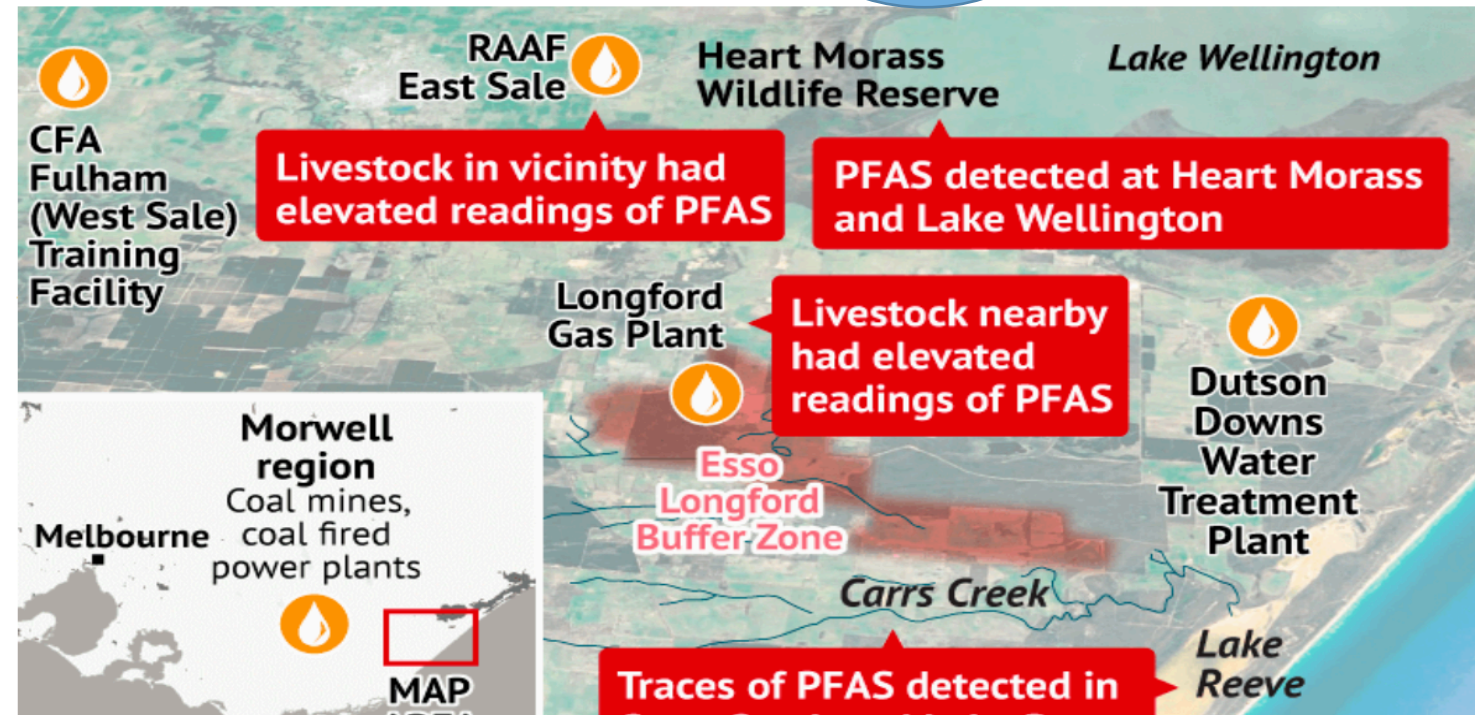 RAAF
East Sale
Heart Morass
Wildlife Reserve
Lake Wellington
CFA
Fulham
(West Sale)
Training
Facility
Livestock in vicinity had
elevated readings of PFAS
PFAS detected at Heart Morass
and Lake Wellington
Longford
Gas Plant
Livestock nearby
had elevated
readings of PFAS
Dutson
Downs
Water
Treatment
Plant
Esso
Longford
Buffer Zone
Morwell
region
Coal mines,
coal fired
power plants
Melbourne
MAP
Carrs Creek
Lake
Reeve
Traces of PFAS detected in